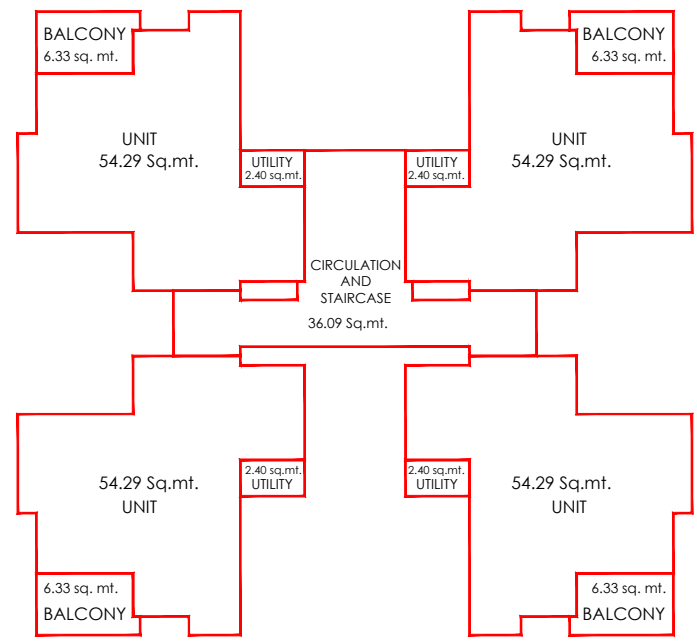 BALCONY
6.33 sq. mt.
BALCONY
6.33 sq. mt.
UNIT
54.29 Sq.mt.
UTILITY
2.40 sq.mt.
UTILITY
2.40 sq.mt.
UNIT
54.29 Sq.mt.
CIRCULATION
AND
STAIRCASE
36.09 Sq.mt.
54.29 Sq.mt.
UNIT
2.40 sq.mt.
UTILITY
2.40 sq.mt.
UTILITY
54.29 Sq.mt.
UNIT
6.33 sq. mt.
BALCONY
6.33 sq. mt.
BALCONY